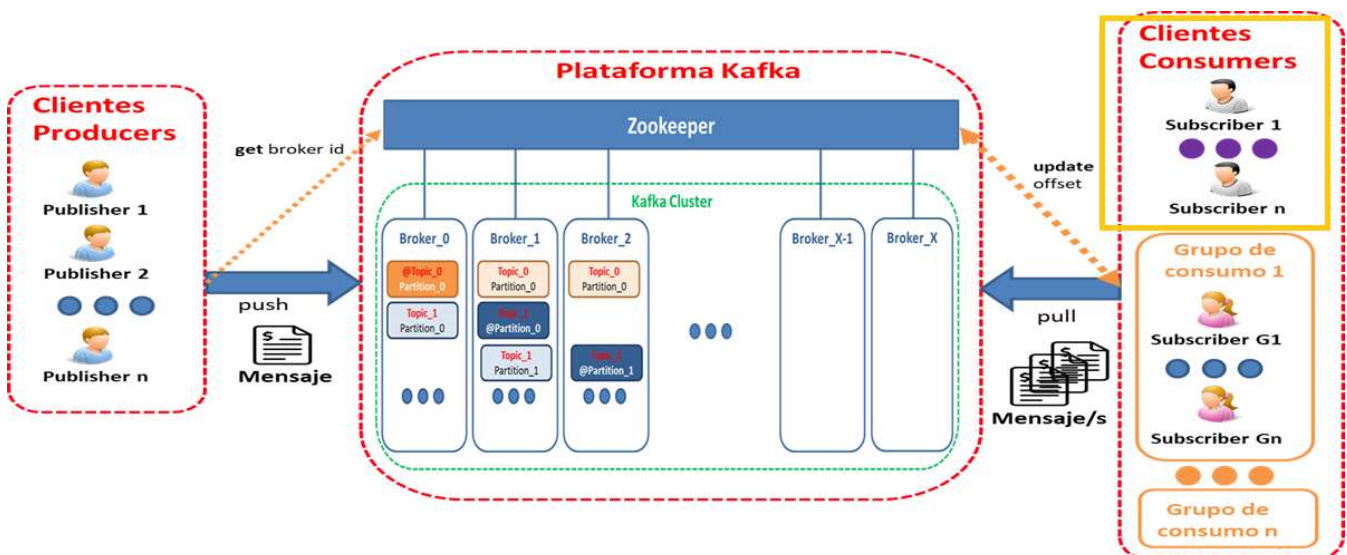 Clientes
Producers
Publisher 1
Publisher 2
Publisher n
get broker id
push
Mensaje
Plataforma Kafka
Zookeeper
Kafka Cluster
Broker_0
@Topic_0
Partition_0
Topic_1
Partition_0
Broker_1
Topic_0
Partition_0
@Partition_0
Topic_1
Partition_1
Broker_2
Topic_0
Partition_0
@Partition_1
Broker_X-1
Broker_X
update
offset
pull
Mensaje/s
Clientes
Consumers
Subscriber 1
Subscriber n
Grupo de
consumo 1
Subscriber G1
Subscriber Gn
Grupo de
consumo n